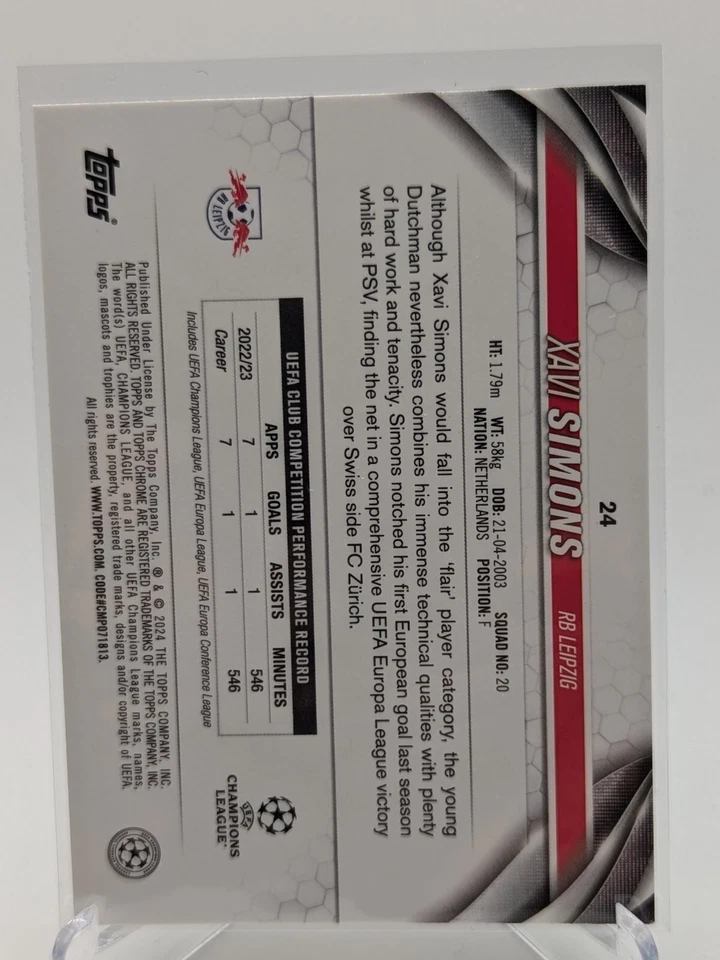 24
XAVI SIMONS RB LEIPZIG
HT: 1.79m WT: 58kg DOB: 21-04-2003 SQUAD NO: 20
NATION: NETHERLANDS POSITION: F
Although Xavi Simons would fall into the 'flair' player category, the young
Dutchman nevertheless combines his immense technical qualities with plenty
of hard work and tenacity. Simons notched his first European goal last season
whilst at PSV, finding the net in a comprehensive UEFA Europa League victory
over Swiss side FC Zürich.
RB LEIPZIG
UEFA CLUB COMPETITION PERFORMANCE RECORD
APPS GOALS ASSISTS MINUTES
2022/23 7 1 1 546
Career 7 1 1 546
Includes UEFA Champions League, UEFA Europa League, UEFA Europa Conference League
UEFA
CHAMPIONS
LEAGUE®
TOPPS®
Published Under License by The Topps Company, Inc. ® & © 2024 THE TOPPS COMPANY, INC.
ALL RIGHTS RESERVED. TOPPS AND TOPPS CHROME ARE REGISTERED TRADEMARKS OF THE TOPPS COMPANY, INC.
The word(s) UEFA, CHAMPIONS LEAGUE, and all other UEFA Champions League marks, names,
logos, mascots and trophies are the property, registered trade marks, designs and/or copyright of UEFA.
All rights reserved. WWW.TOPPS.COM. CODE#CMP071813.